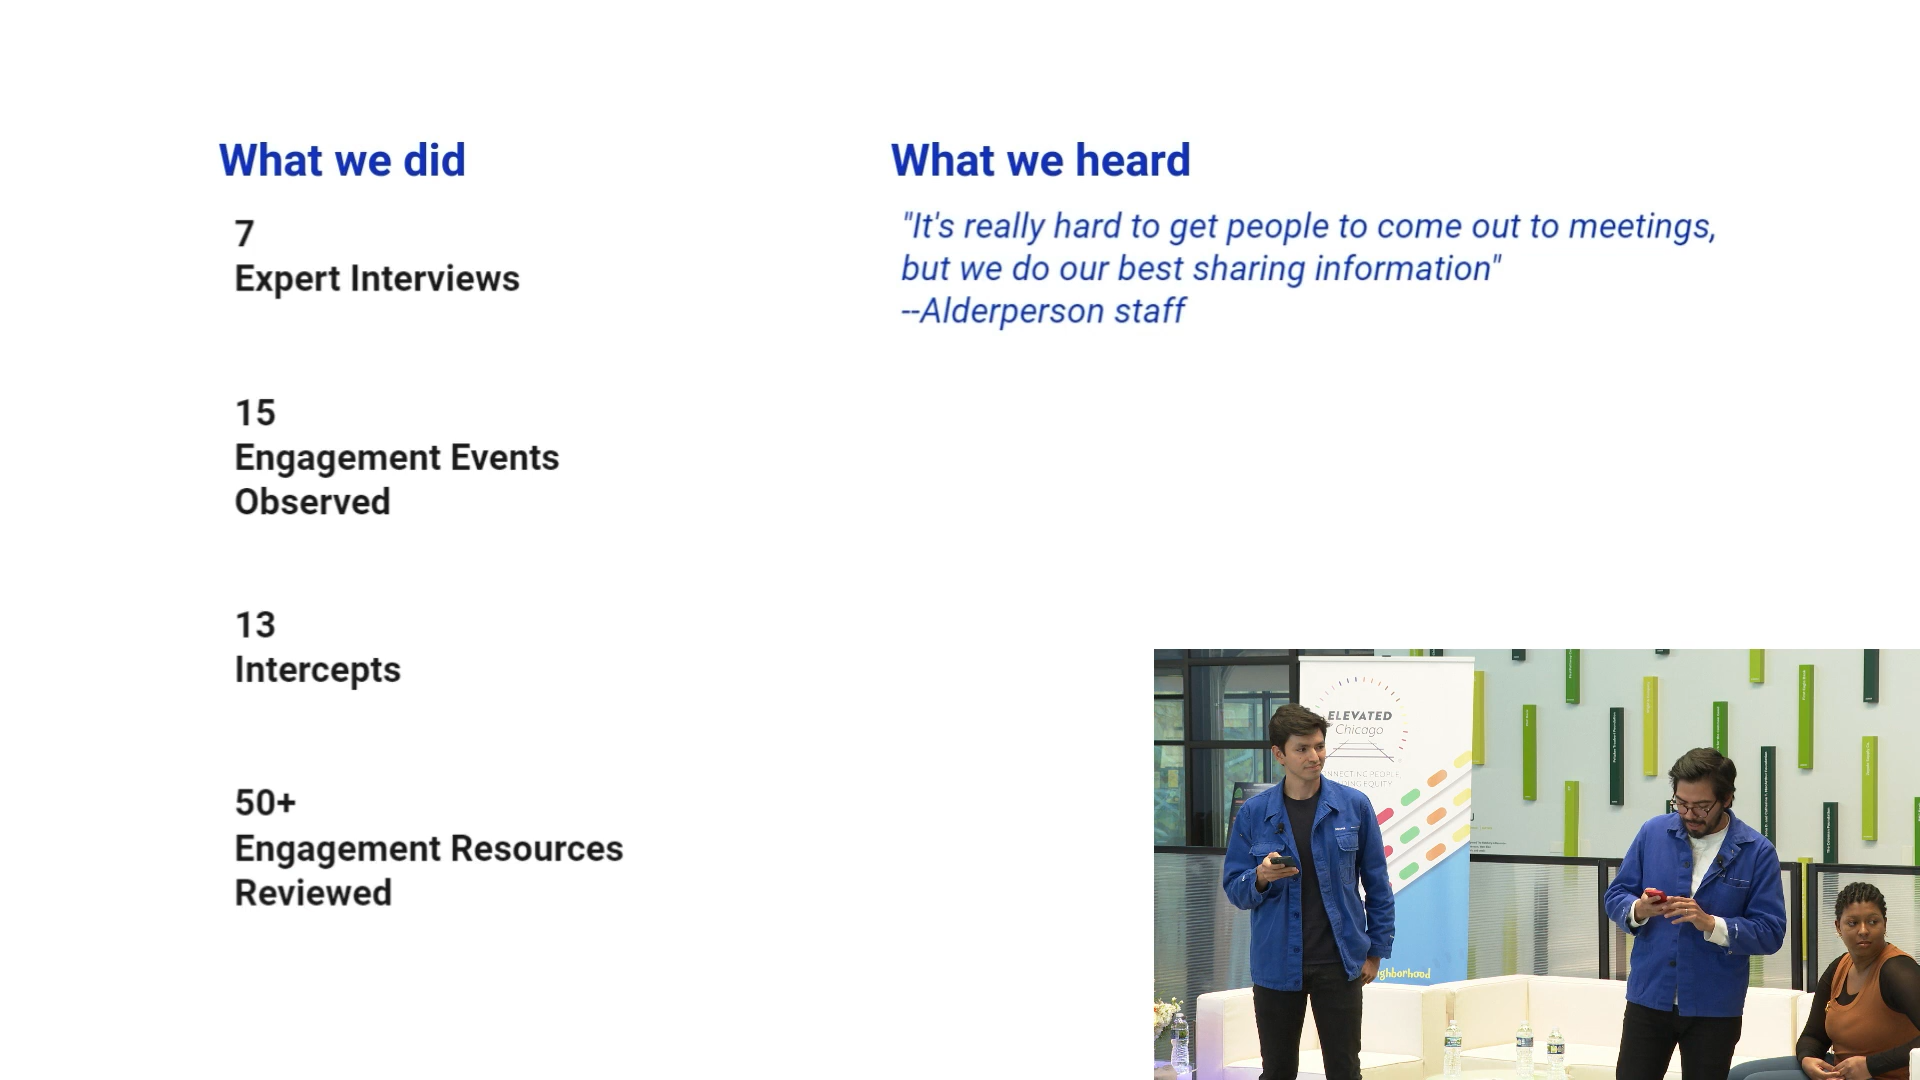 What we did
7
Expert Interviews
15
Engagement Events
Observed
13
Intercepts
50+
Engagement Resources
Reviewed
What we heard
"It's really hard to get people to come out to meetings,
but we do our best sharing information"
--Alderperson staff
ELEVATED
Chicago